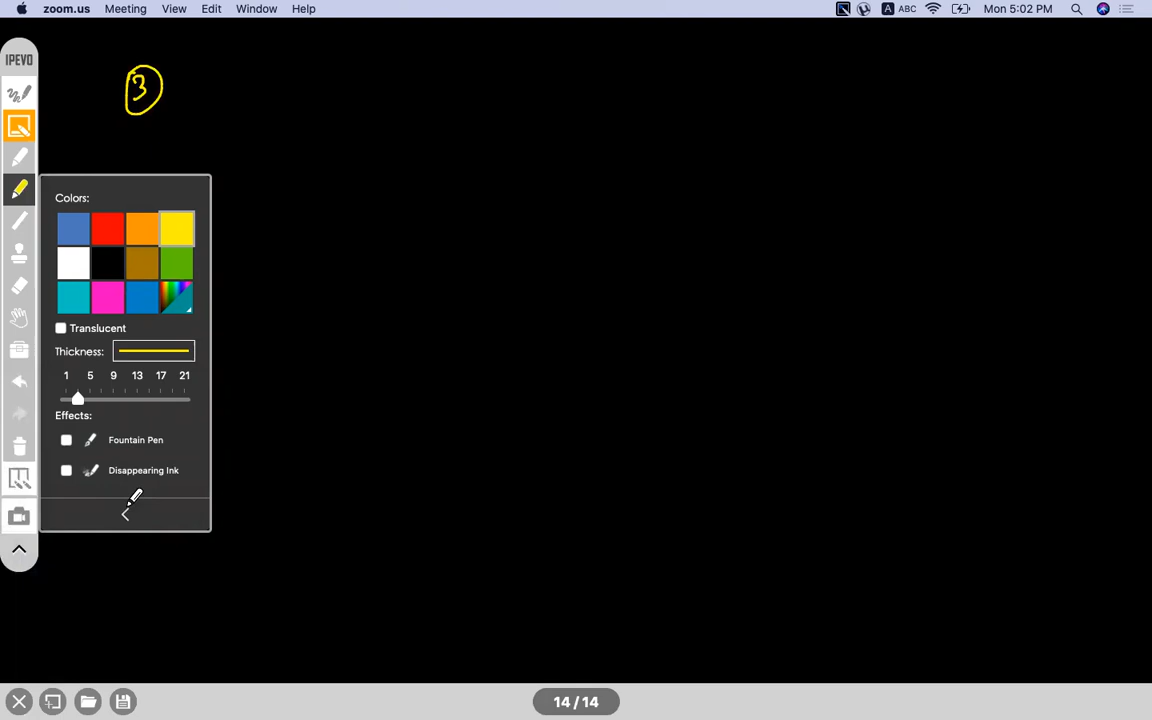 zoom.us Meeting View Edit Window Help A ABC Mon 5:02 PM
IPEVO
3
Colors:
Translucent
Thickness:
1 5 9 13 17 21
Effects:
Fountain Pen
Disappearing Ink
14 / 14